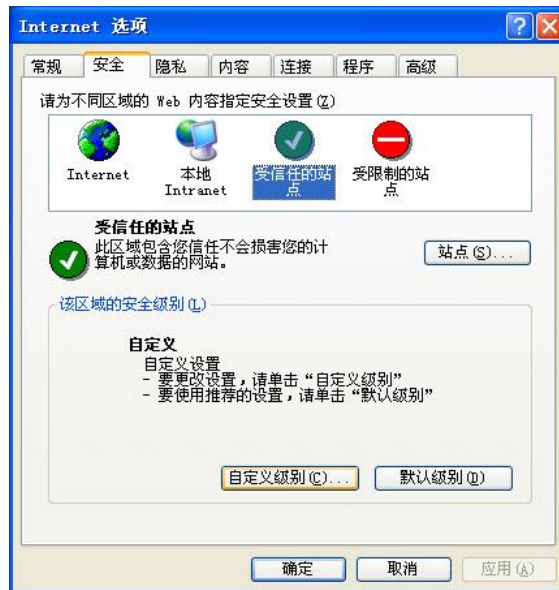 Internet 选项
常规 安全 隐私 内容 连接 程序 高级
请为不同区域的 Web 内容指定安全设置(Z)
Internet
本地
Intranet
受信任的站
点
受限制的站
点
受信任的站点
此区域包含您信任不会损害您的计
算机或数据的网站。
站点(S)...
该区域的安全级别(L)
自定义
自定义设置
- 要更改设置,请单击“自定义级别”
- 要使用推荐的设置,请单击“默认级别”
自定义级别(C)... 默认级别(D)
确定 取消 应用(A)